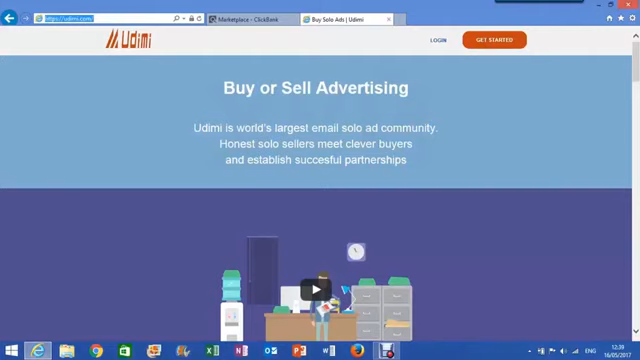 https://udimi.com/
Marketplace - ClickBank
Buy Solo Ads | Udimi
Udimi
LOGIN
GET STARTED
Buy or Sell Advertising
Udimi is world's largest email solo ad community.
Honest solo sellers meet clever buyers
and establish succesful partnerships
ENG
12:39
16/05/2017